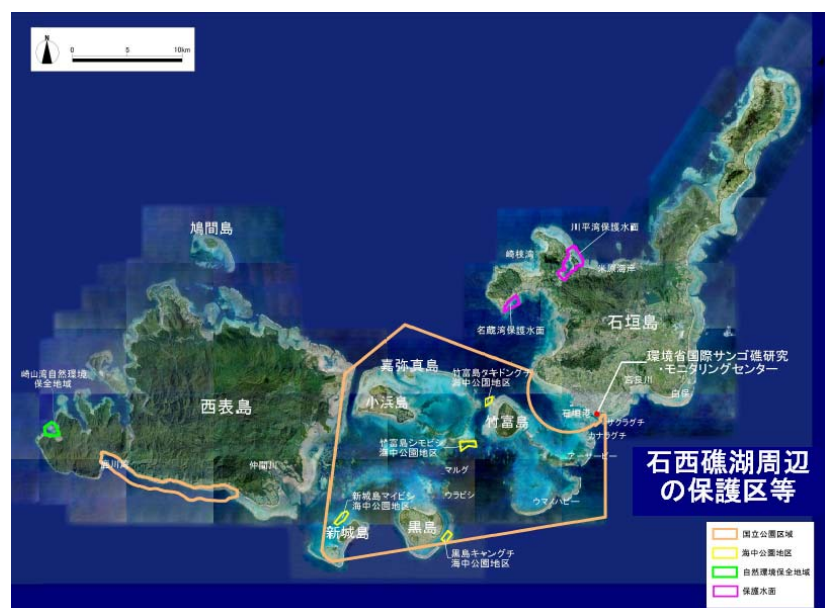 N
0 5 10km
鳩間島
川平湾保護水面
崎枝湾
米原海岸
名蔵湾保護水面
石垣島
環境省国際サンゴ礁研究
・モニタリングセンター
宮良川
白保
石垣港
サクラグチ
カナラグチ
アーサーピー
嘉弥真島
竹富島タキドングチ
海中公園地区
小浜島
竹富島
崎山湾自然環境
保全地域
西表島
竹富島シモビシ
海中公園地区
鹿川湾
仲間川
マルグ
ウラビシ
ウマノハピー
新城島マイビシ
海中公園地区
新城島
黒島
黒島キャングチ
海中公園地区
石西礁湖周辺
の保護区等
国立公園区域
海中公園地区
自然環境保全地域
保護水面